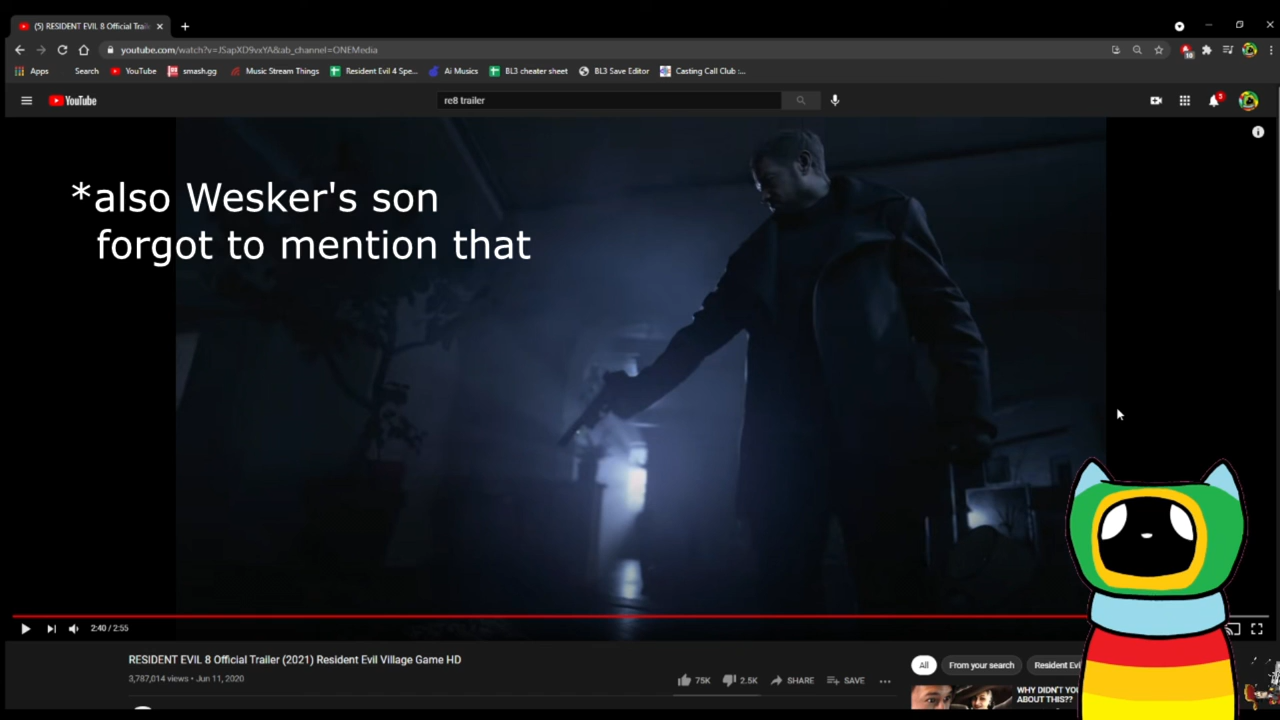 (5) RESIDENT EVIL 8 Official Trai
youtube.com/watch?v=JSapXD9vxYA&ab_channel=ONEMedia
Apps Search YouTube smash.gg Music Stream Things Resident Evil 4 Spe... Ai Musics BL3 cheater sheet BL3 Save Editor Casting Call Club :...
YouTube re8 trailer 5
*also Wesker's son
forgot to mention that
2:40 / 2:55
RESIDENT EVIL 8 Official Trailer (2021) Resident Evil Village Game HD
3,787,014 views • Jun 11, 2020
75K 2.5K SHARE SAVE
All From your search Resident Evi
WHY DIDN'T YOU
ABOUT THIS??